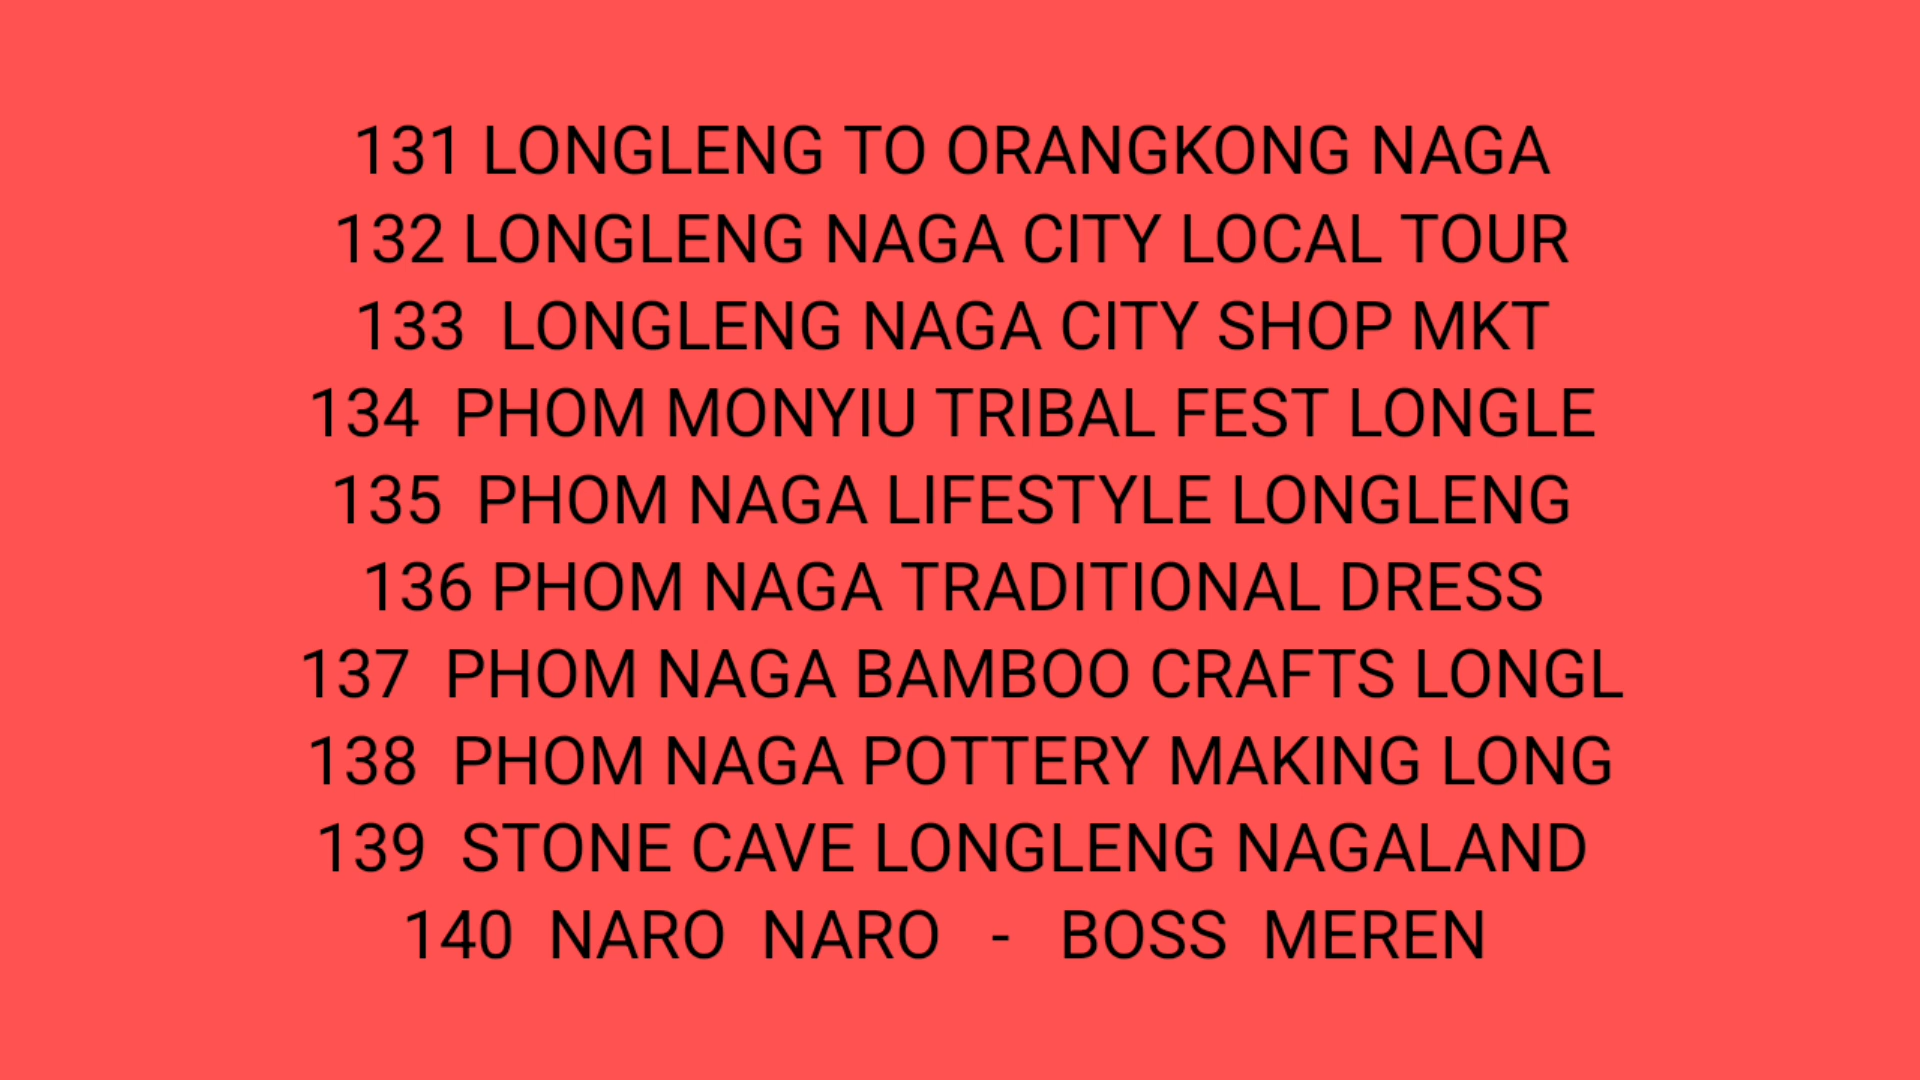 131 LONGLENG TO ORANGKONG NAGA
132 LONGLENG NAGA CITY LOCAL TOUR
133  LONGLENG NAGA CITY SHOP MKT
134  PHOM MONYIU TRIBAL FEST LONGLE
135  PHOM NAGA LIFESTYLE LONGLENG
136 PHOM NAGA TRADITIONAL DRESS
137  PHOM NAGA BAMBOO CRAFTS LONGL
138  PHOM NAGA POTTERY MAKING LONG
139  STONE CAVE LONGLENG NAGALAND
140  NARO  NARO  -  BOSS  MEREN